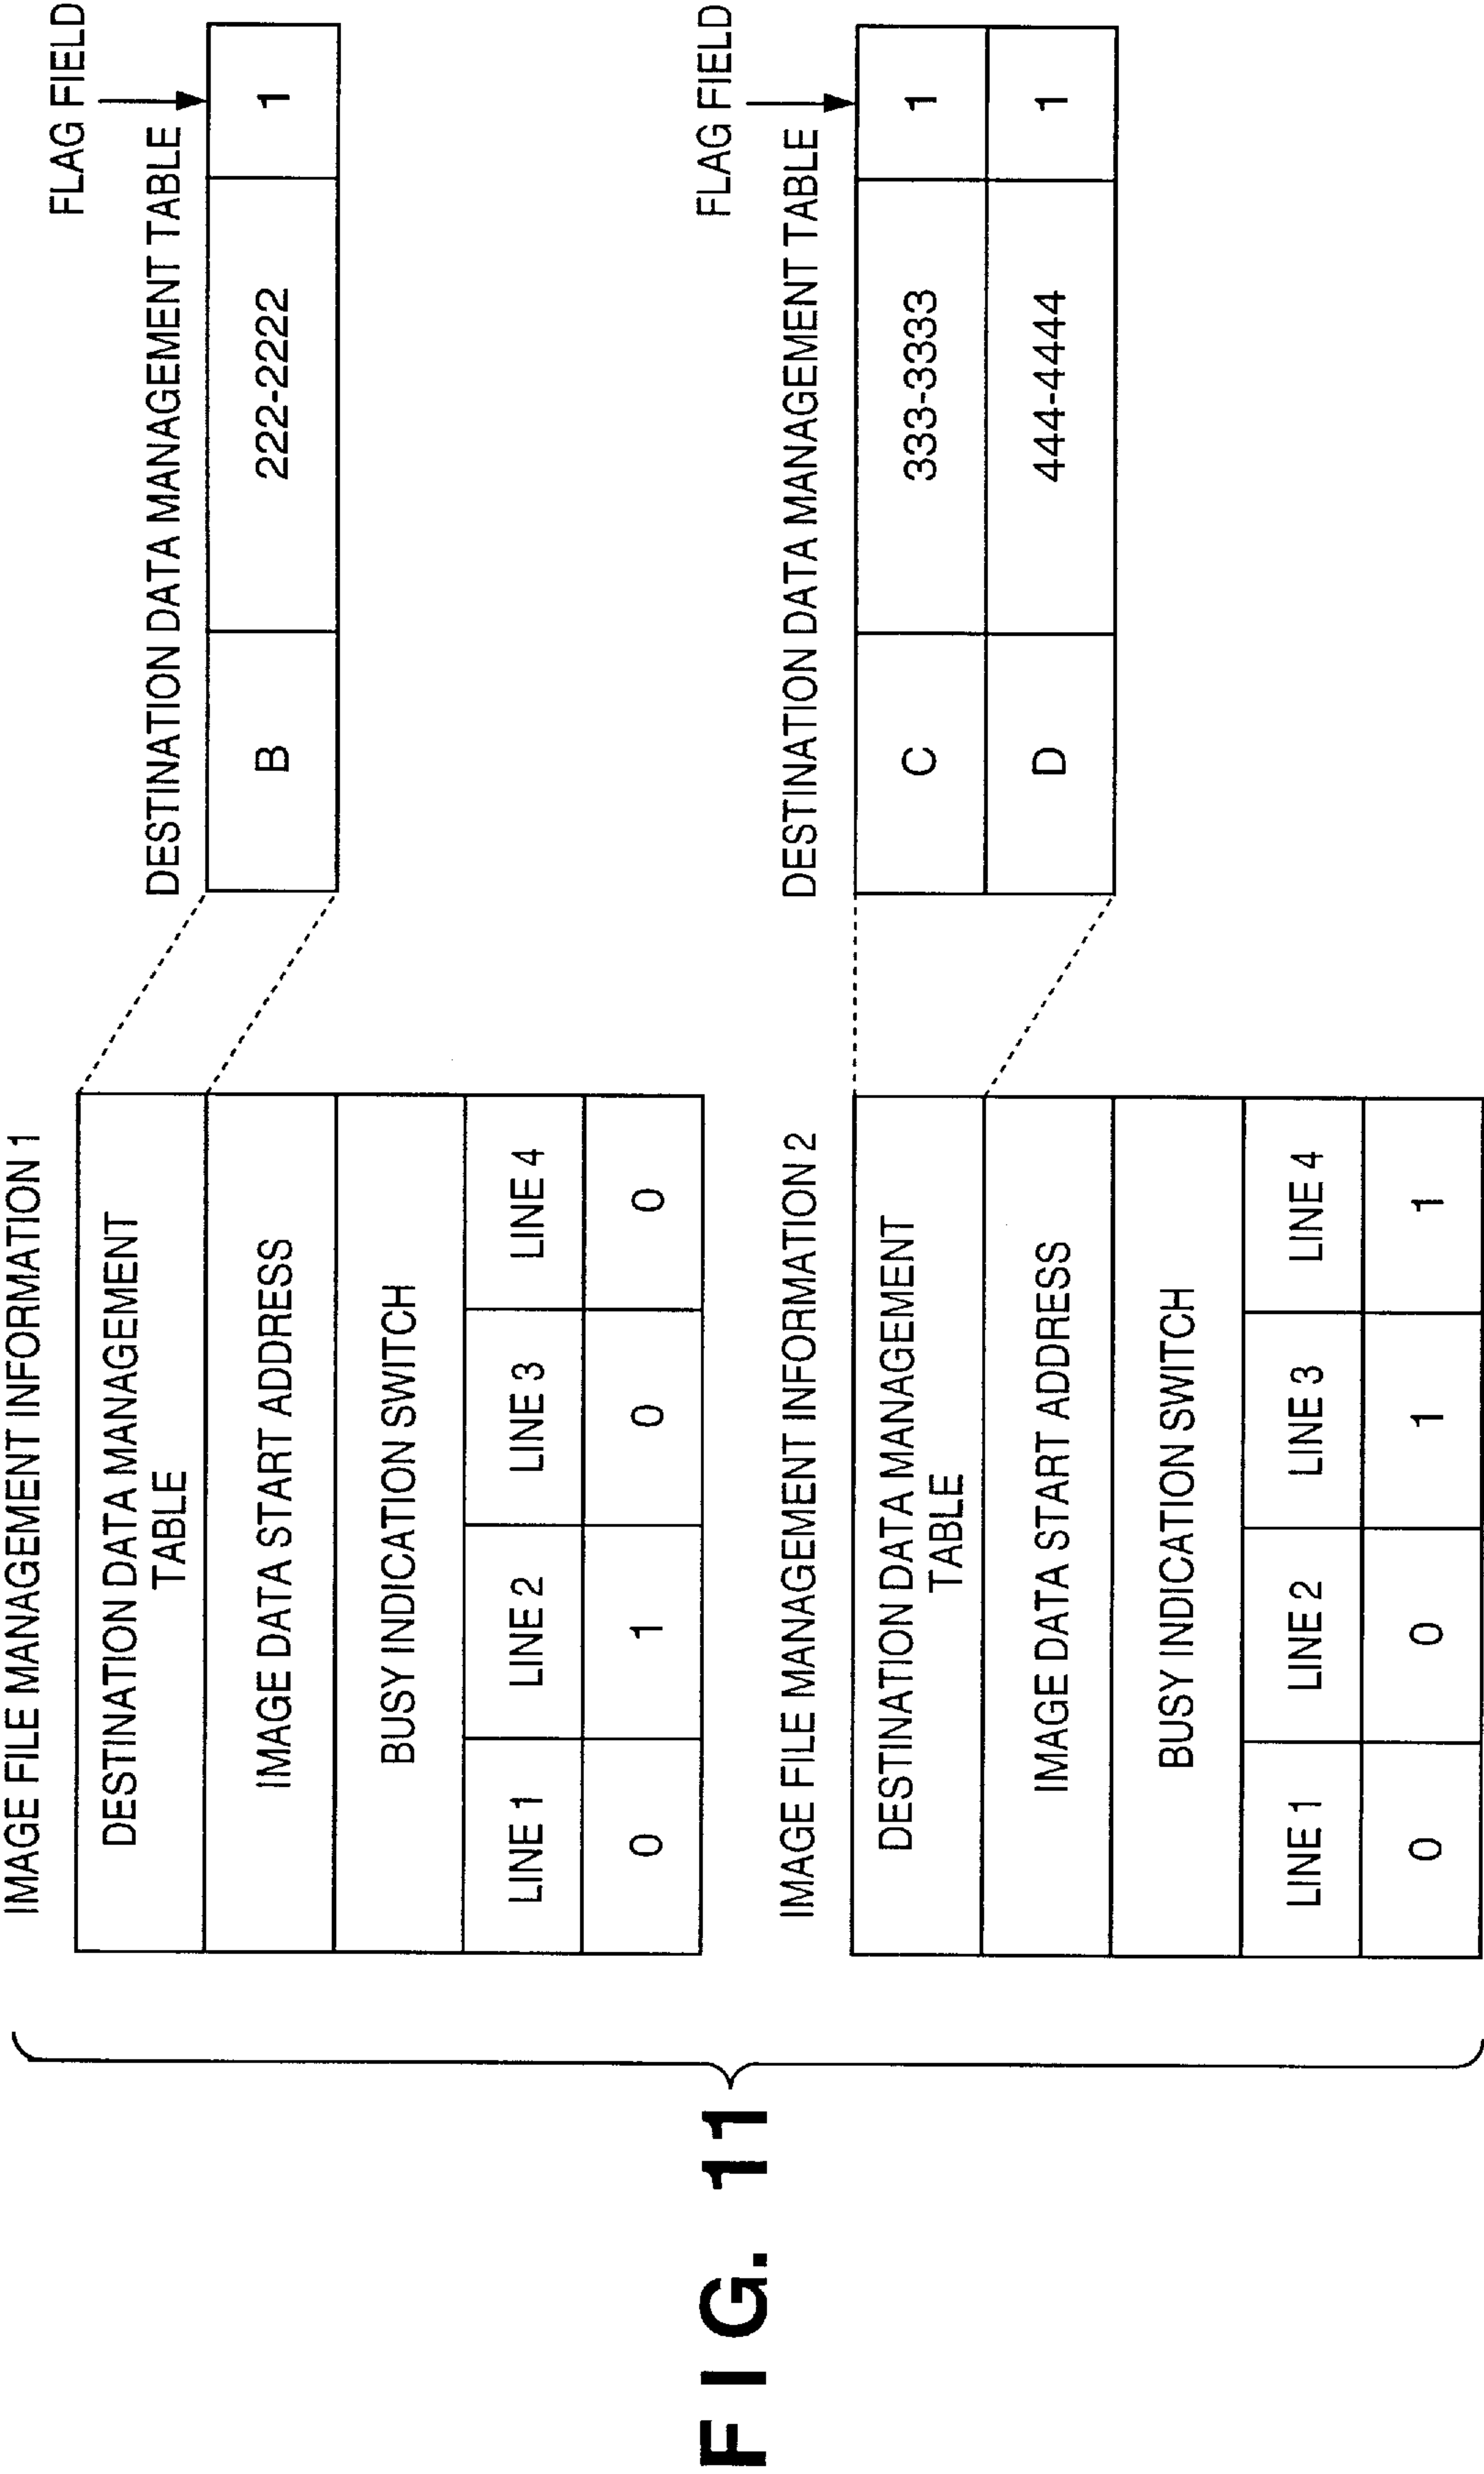 FIG. 11
IMAGE FILE MANAGEMENT INFORMATION 1
DESTINATION DATA MANAGEMENT
TABLE
IMAGE DATA START ADDRESS
BUSY INDICATION SWITCH
LINE 1 LINE 2 LINE 3 LINE 4
0 1 0 0
FLAG FIELD
DESTINATION DATA MANAGEMENT TABLE
B 222-2222 1
IMAGE FILE MANAGEMENT INFORMATION 2
DESTINATION DATA MANAGEMENT
TABLE
IMAGE DATA START ADDRESS
BUSY INDICATION SWITCH
LINE 1 LINE 2 LINE 3 LINE 4
0 0 1 1
FLAG FIELD
DESTINATION DATA MANAGEMENT TABLE
C 333-3333 1
D 444-4444 1